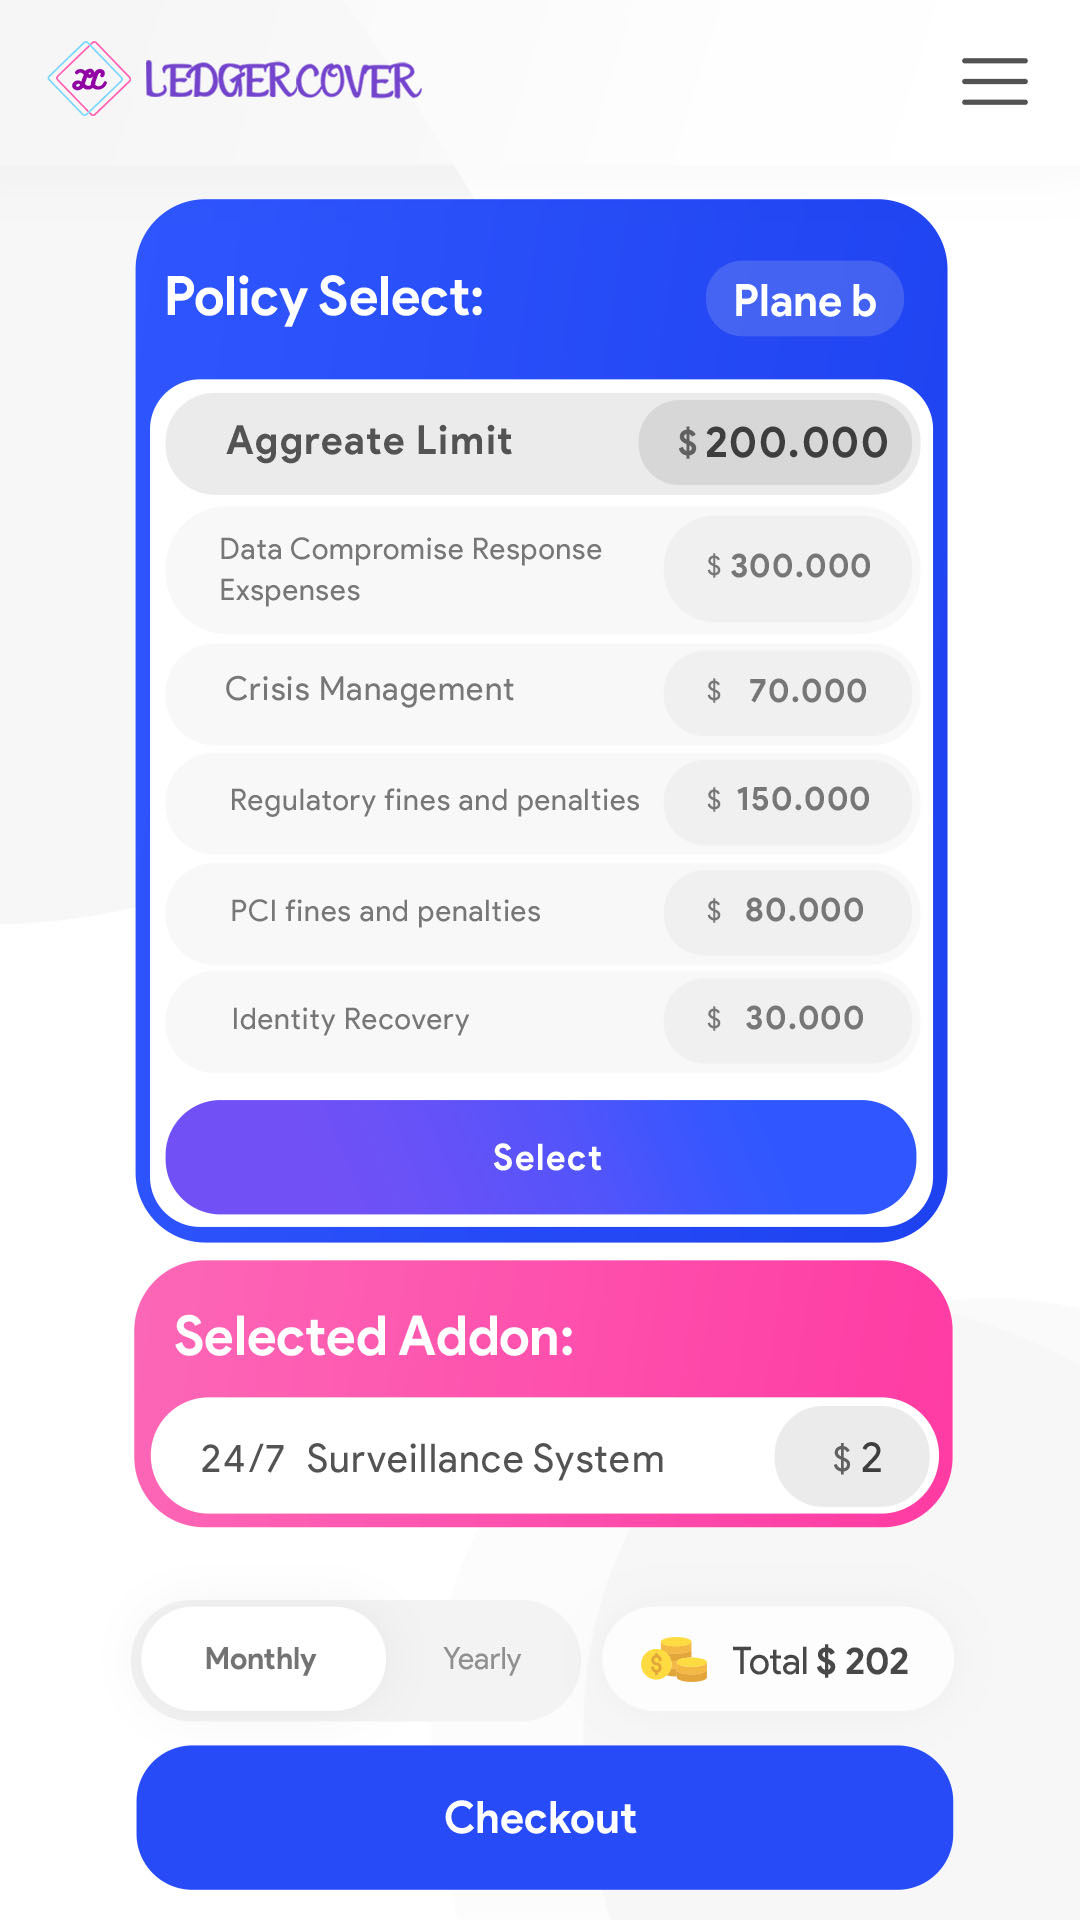 LC LEDGERCOVER
Policy Select: Plane b
Aggreate Limit $ 200.000
Data Compromise Response
Exspenses $ 300.000
Crisis Management $ 70.000
Regulatory fines and penalties $ 150.000
PCI fines and penalties $ 80.000
Identity Recovery $ 30.000
Select
Selected Addon:
24/7 Surveillance System $ 2
Monthly Yearly $ Total $ 202
Checkout